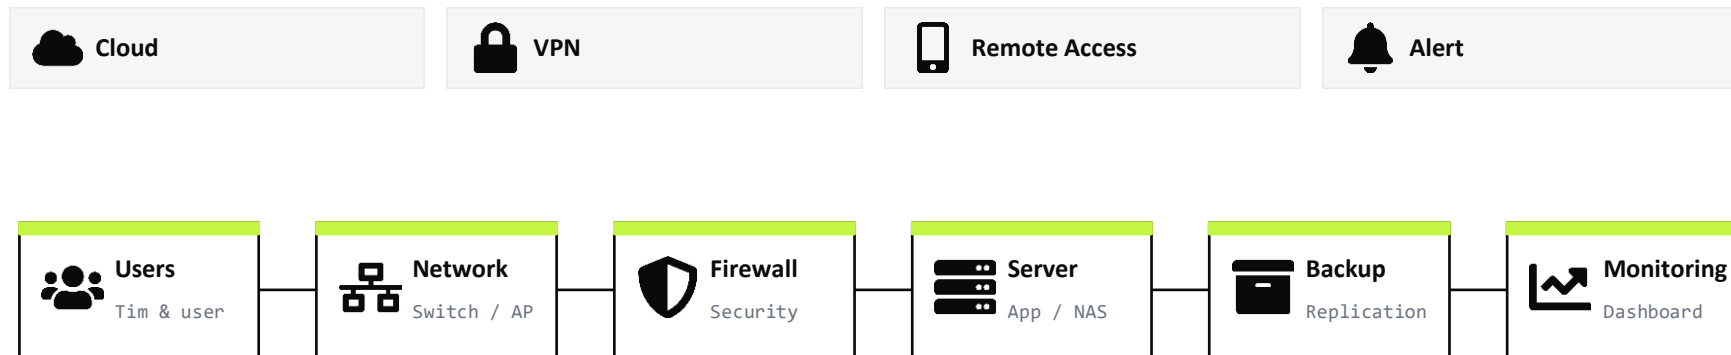 Cloud
VPN
Remote Access
Alert
Users
Tim & user
Network
Switch / AP
Firewall
Security
Server
App / NAS
Backup
Replication
Monitoring
Dashboard